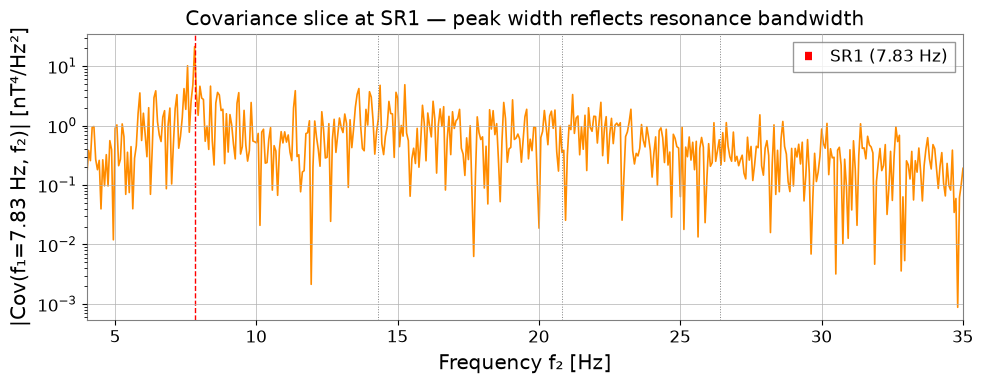 Covariance slice at SR1 — peak width reflects resonance bandwidth
|Cov(f₁=7.83 Hz, f₂)| [nT⁴/Hz²]
10¹
10⁰
10⁻¹
10⁻²
10⁻³
SR1 (7.83 Hz)
5 10 15 20 25 30 35
Frequency f₂ [Hz]